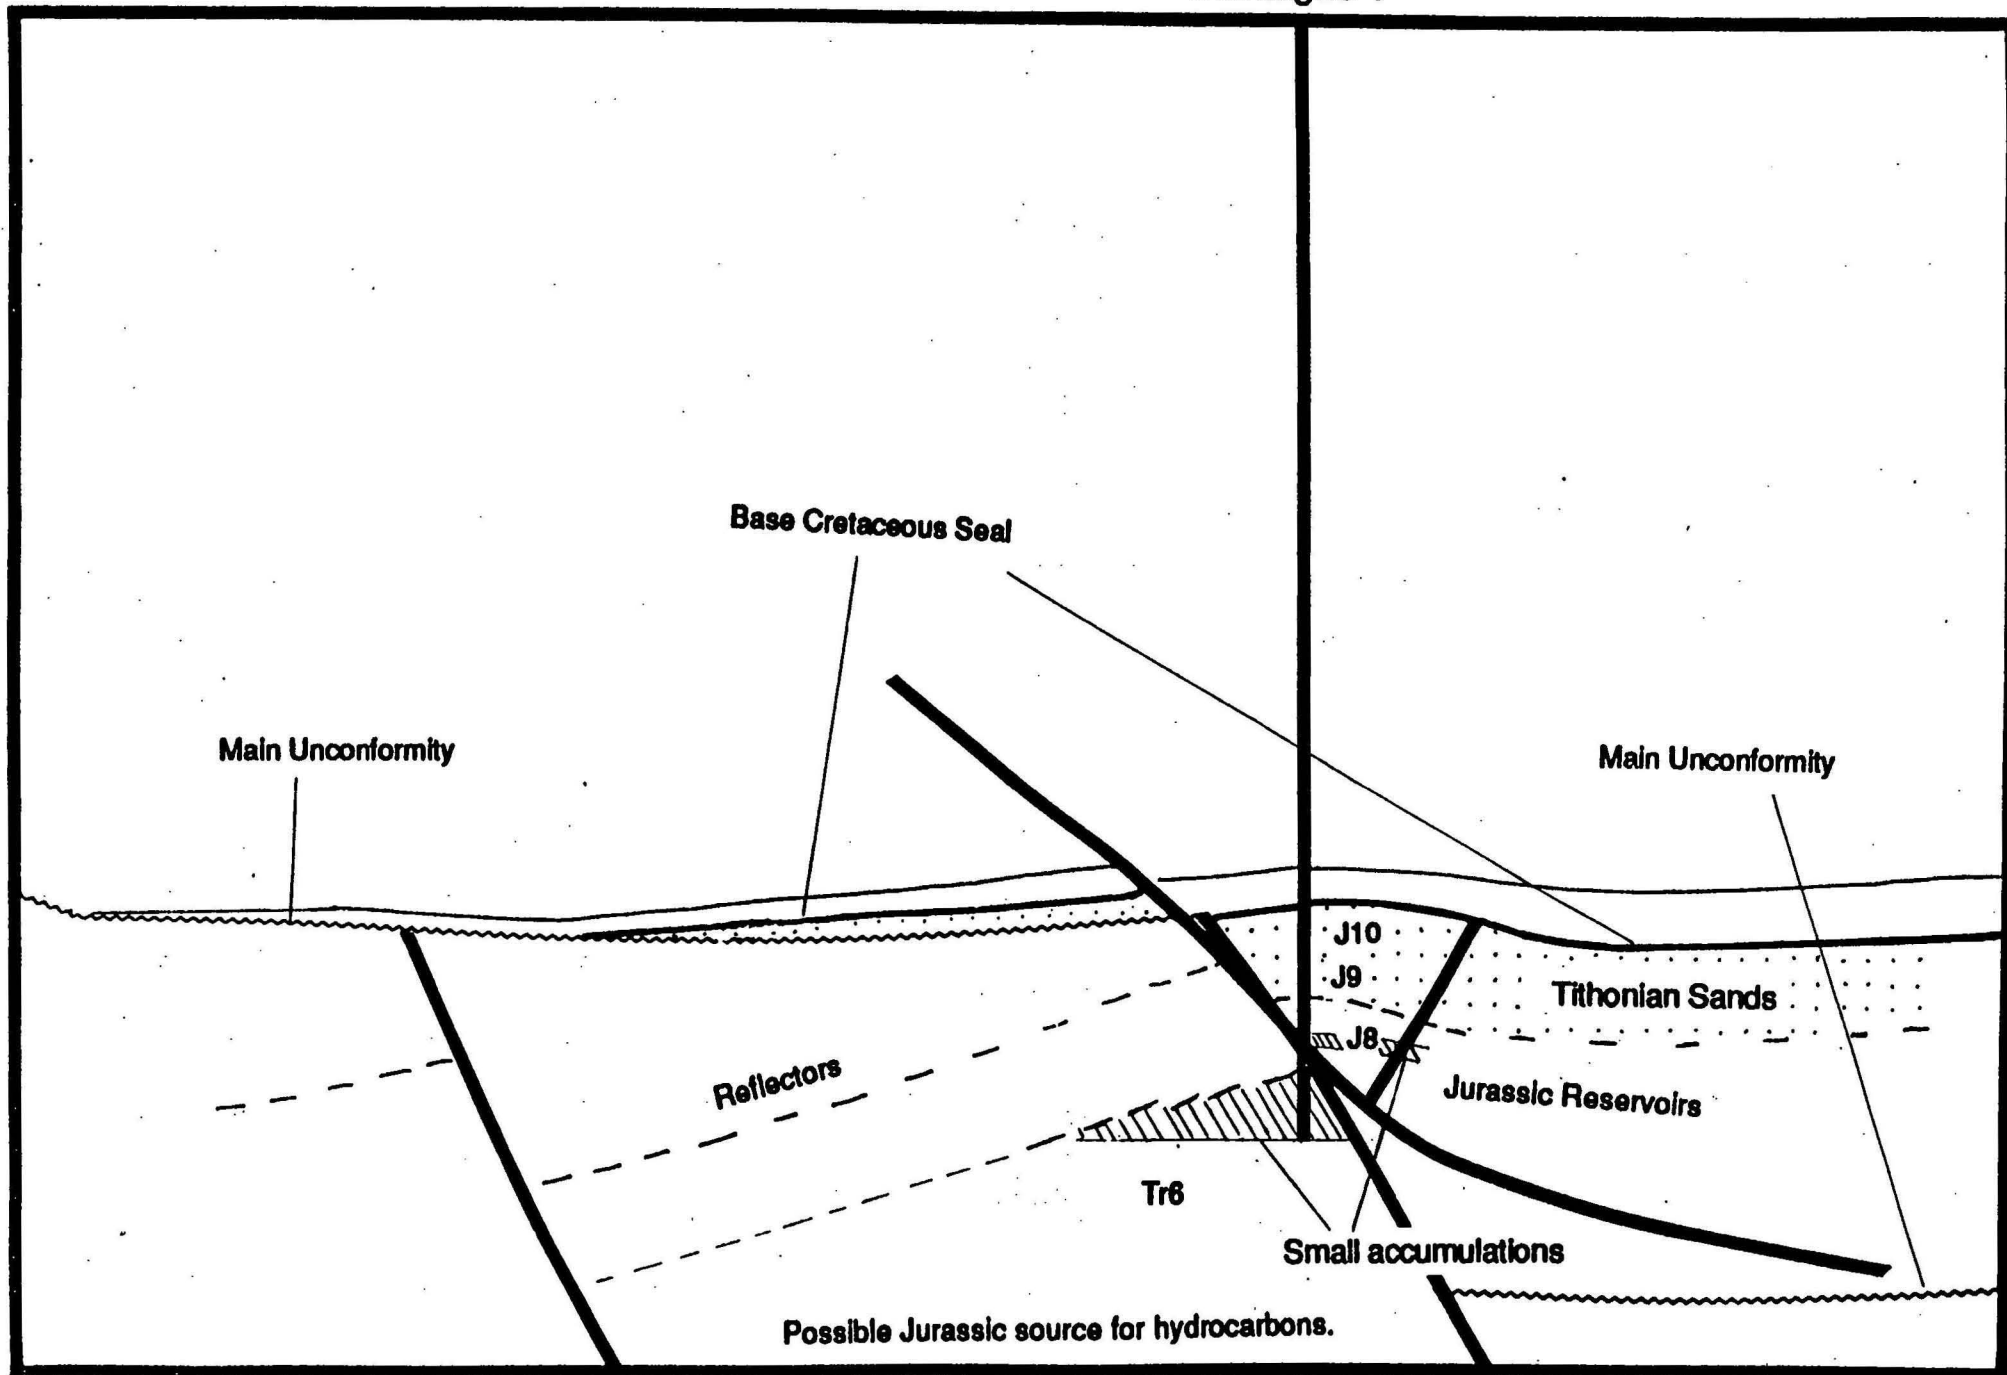 Base Cretaceous Seal
Main Unconformity
Main Unconformity
J10
J9
Tithonian Sands
J8
Reflectors
Jurassic Reservoirs
Tr6
Small accumulations
Possible Jurassic source for hydrocarbons.